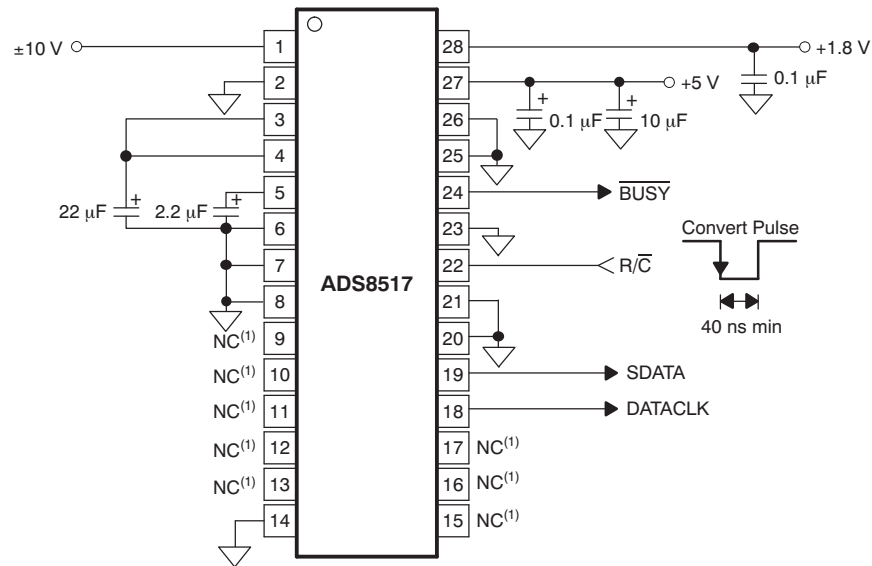 ±10 V
1
2
3
4
5
6
7
8
9
10
11
12
13
14
22 μF
+
2.2 μF
+
NC(1)
NC(1)
NC(1)
NC(1)
NC(1)
ADS8517
28
27
26
25
24
23
22
21
20
19
18
17
16
15
+1.8 V
0.1 μF
+5 V
+
0.1 μF
+
10 μF
BUSY
R/C
SDATA
DATACLK
NC(1)
NC(1)
NC(1)
Convert Pulse
40 ns min